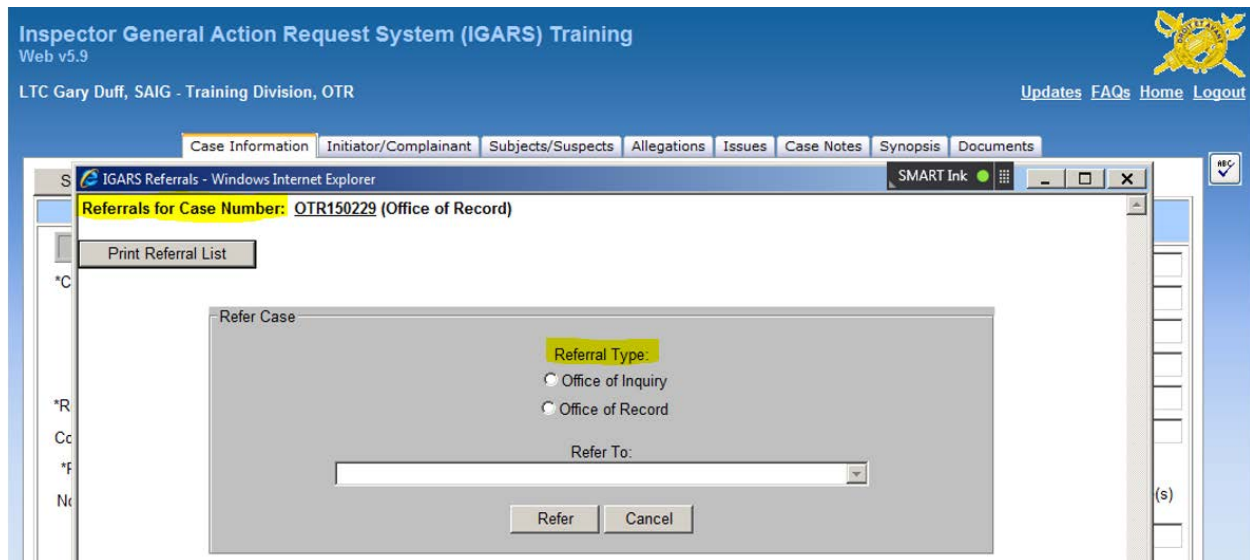 Inspector General Action Request System (IGARS) Training
Web v5.9
LTC Gary Duff, SAIG - Training Division, OTR
Updates FAQs Home Logout
Case Information Initiator/Complainant Subjects/Suspects Allegations Issues Case Notes Synopsis Documents
ABC
S
IGARS Referrals - Windows Internet Explorer
SMART Ink
Referrals for Case Number: OTR150229 (Office of Record)
Print Referral List
*C
Refer Case
Referral Type:
Office of Inquiry
Office of Record
*R
Co
Refer To:
*F
No
(s)
Refer Cancel